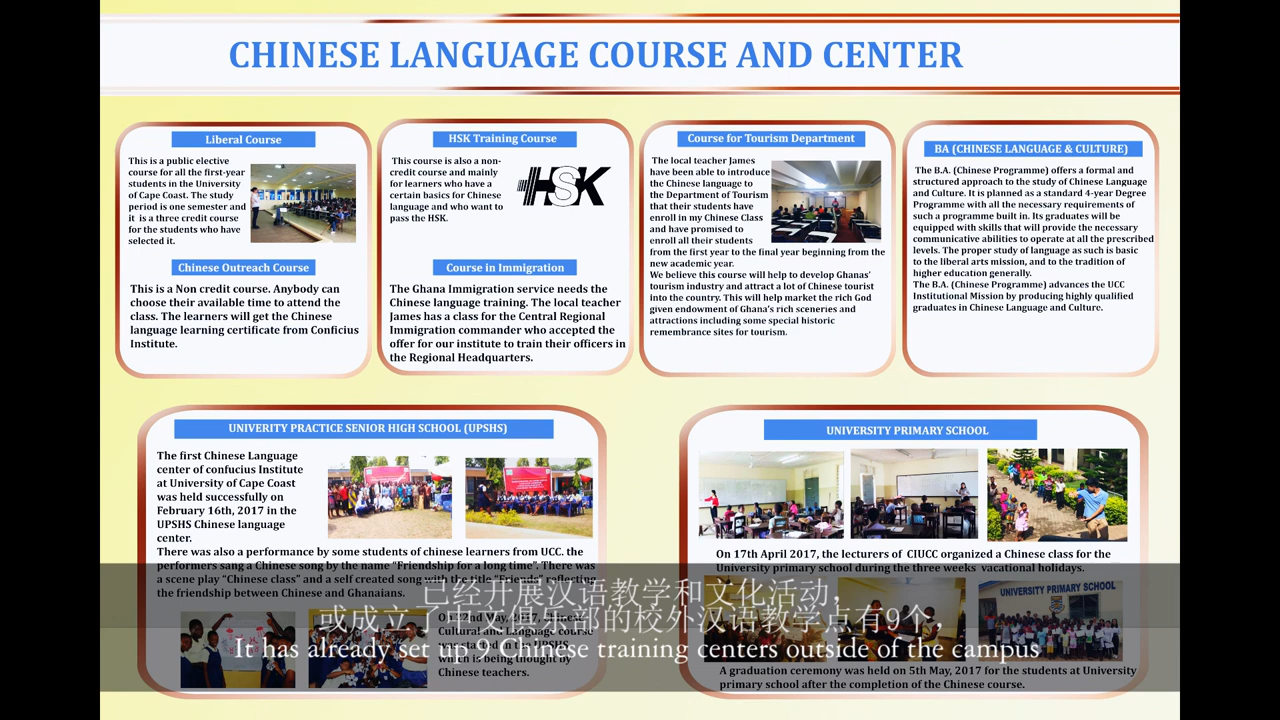 CHINESE LANGUAGE COURSE AND CENTER
Liberal Course
This is a public elective
course for all the first-year
students in the University
of Cape Coast. The study
period is one semester and
it is a three credit course
for the students who have
selected it.
Chinese Outreach Course
This is a Non credit course. Anybody can
choose their available time to attend the
class. The learners will get the Chinese
language learning certificate from Conficius
Institute.
HSK Training Course
This course is also a non-
credit course and mainly
for learners who have a
certain basics for Chinese
language and who want to
pass the HSK.
HSK
Course in Immigration
The Ghana Immigration service needs the
Chinese language training. The local teacher
James has a class for the Central Regional
Immigration commander who accepted the
offer for our institute to train their officers in
the Regional Headquarters.
Course for Tourism Department
The local teacher James
have been able to introduce
the Chinese language to
the Department of Tourism
that their students have
enroll in my Chinese Class
and have promised to
enroll all their students
from the first year to the final year beginning from the
new academic year.
We believe this course will help to develop Ghanas'
tourism industry and attract a lot of Chinese tourist
into the country. This will help market the rich God
given endowment of Ghana's rich sceneries and
attractions including some special historic
remembrance sites for tourism.
BA (CHINESE LANGUAGE & CULTURE)
The B.A. (Chinese Programme) offers a formal and
structured approach to the study of Chinese Language
and Culture. It is planned as a standard 4-year Degree
Programme with all the necessary requirements of
such a programme built in. Its graduates will be
equipped with skills that will provide the necessary
communicative abilities to operate at all the prescribed
levels. The proper study of language as such is basic
to the liberal arts mission, and to the tradition of
higher education generally.
The B.A. (Chinese Programme) advances the UCC
Institutional Mission by producing highly qualified
graduates in Chinese Language and Culture.
UNIVERITY PRACTICE SENIOR HIGH SCHOOL (UPSHS)
The first Chinese Language
center of confucius Institute
at University of Cape Coast
was held successfully on
February 16th, 2017 in the
UPSHS Chinese language
center.
There was also a performance by some students of chinese learners from UCC. the
performers sang a Chinese song by the name "Friendship for a long time". There was
a scene play "Chinese class" and a self created song with the title "Friends" reflecting
the friendship between Chinese and Ghanaians.
On 22nd May, 2017, Chinese
Cultural and Language course
was started in the UPSHS
which is being thought by
Chinese teachers.
UNIVERSITY PRIMARY SCHOOL
On 17th April 2017, the lecturers of CIUCC organized a Chinese class for the
University primary school during the three weeks vacational holidays.
UNIVERSITY PRIMARY SCHOOL
A graduation ceremony was held on 5th May, 2017 for the students at University
primary school after the completion of the Chinese course.
已经开展汉语教学和文化活动，
或成立了中文俱乐部的校外汉语教学点有9个，
It has already set up 9 Chinese training centers outside of the campus